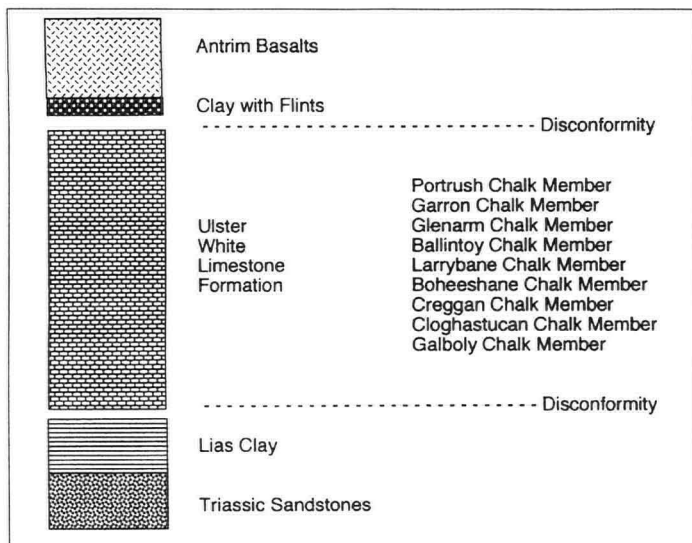 Antrim Basalts
Clay with Flints
Disconformity
Ulster
White
Limestone
Formation
Portrush Chalk Member
Garron Chalk Member
Glenarm Chalk Member
Ballintoy Chalk Member
Larrybane Chalk Member
Boheeshane Chalk Member
Creggan Chalk Member
Cloghastucan Chalk Member
Galboly Chalk Member
Disconformity
Lias Clay
Triassic Sandstones